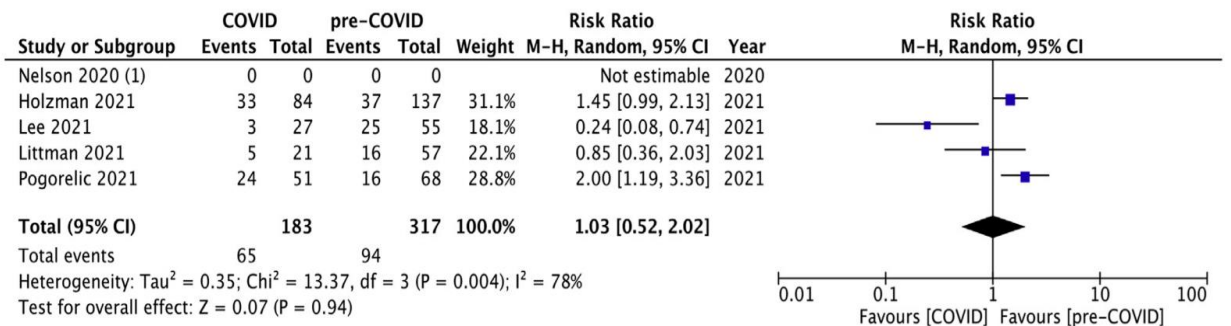 COVID pre-COVID Risk Ratio Risk Ratio
Study or Subgroup Events Total Events Total Weight M-H, Random, 95% CI Year M-H, Random, 95% CI
Nelson 2020 (1) 0 0 0 0 Not estimable 2020
Holzman 2021 33 84 37 137 31.1% 1.45 [0.99, 2.13] 2021
Lee 2021 3 27 25 55 18.1% 0.24 [0.08, 0.74] 2021
Littman 2021 5 21 16 57 22.1% 0.85 [0.36, 2.03] 2021
Pogorelic 2021 24 51 16 68 28.8% 2.00 [1.19, 3.36] 2021
Total (95% CI) 183 317 100.0% 1.03 [0.52, 2.02]
Total events 65 94
Heterogeneity: Tau² = 0.35; Chi² = 13.37, df = 3 (P = 0.004); I² = 78%
Test for overall effect: Z = 0.07 (P = 0.94)
0.01 0.1 1 10 100
Favours [COVID] Favours [pre-COVID]